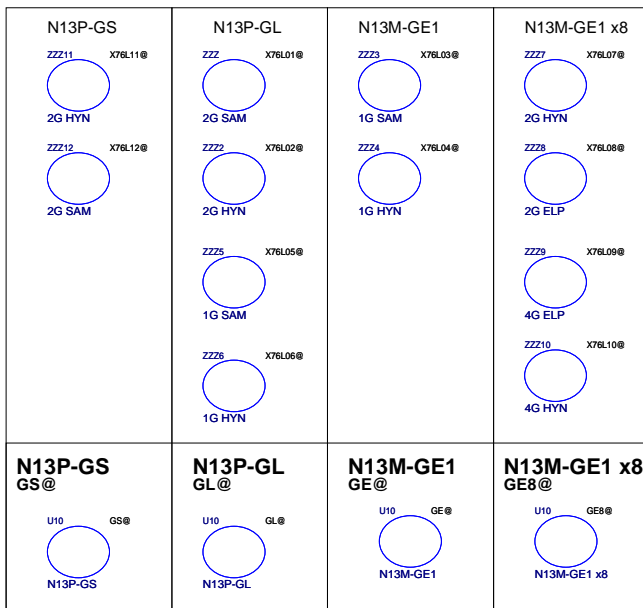 N13P-GS
ZZZ11 X76L11@
2G HYN
ZZZ12 X76L12@
2G SAM
N13P-GL
ZZZ X76L01@
2G SAM
ZZZ2 X76L02@
2G HYN
ZZZ5 X76L05@
1G SAM
ZZZ6 X76L06@
1G HYN
N13M-GE1
ZZZ3 X76L03@
1G SAM
ZZZ4 X76L04@
1G HYN
N13M-GE1 x8
ZZZ7 X76L07@
2G HYN
ZZZ8 X76L08@
2G ELP
ZZZ9 X76L09@
4G ELP
ZZZ10 X76L10@
4G HYN
N13P-GS
GS@
U10 GS@
N13P-GS
N13P-GL
GL@
U10 GL@
N13P-GL
N13M-GE1
GE@
U10 GE@
N13M-GE1
N13M-GE1 x8
GE8@
U10 GE8@
N13M-GE1 x8